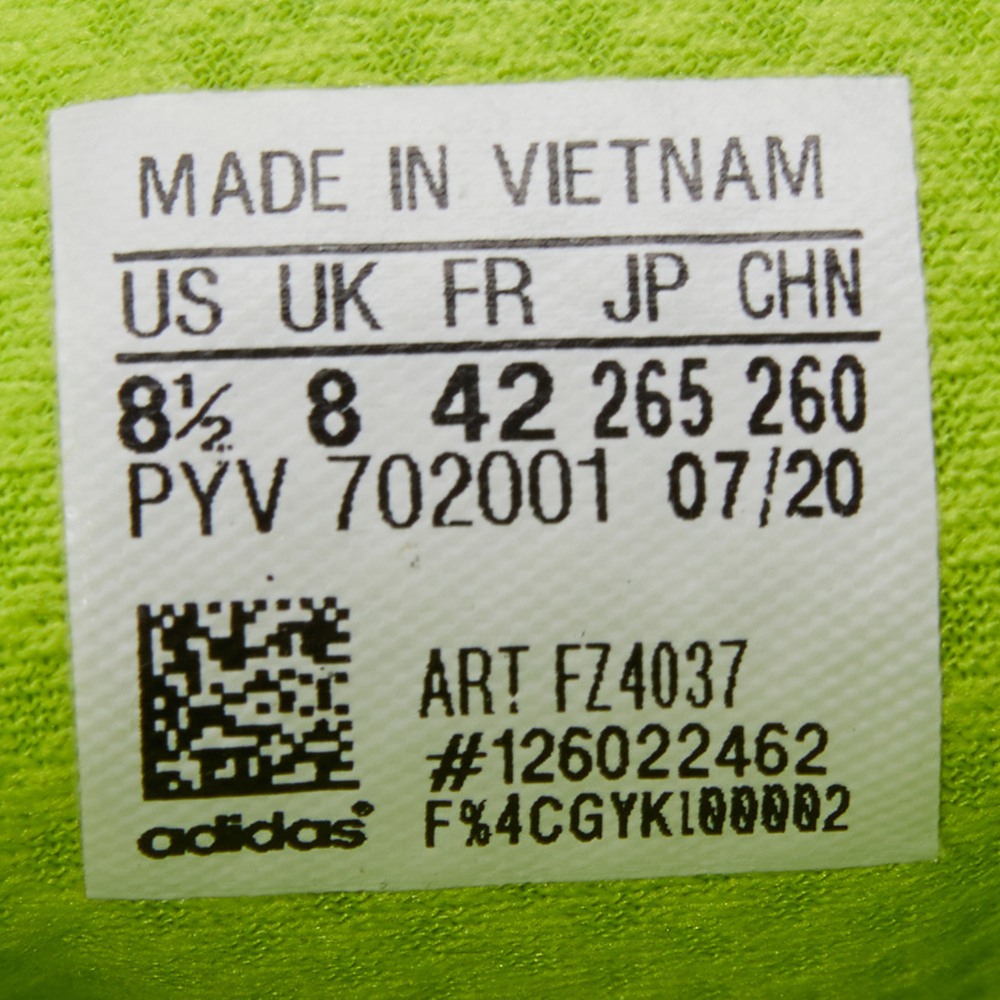 MADE IN VIETNAM
US UK FR JP CHN
8½ 8 42 265 260
PYV 702001 07/20
ART FZ4037
#126022462
F%4CGYKl00002
adidas®